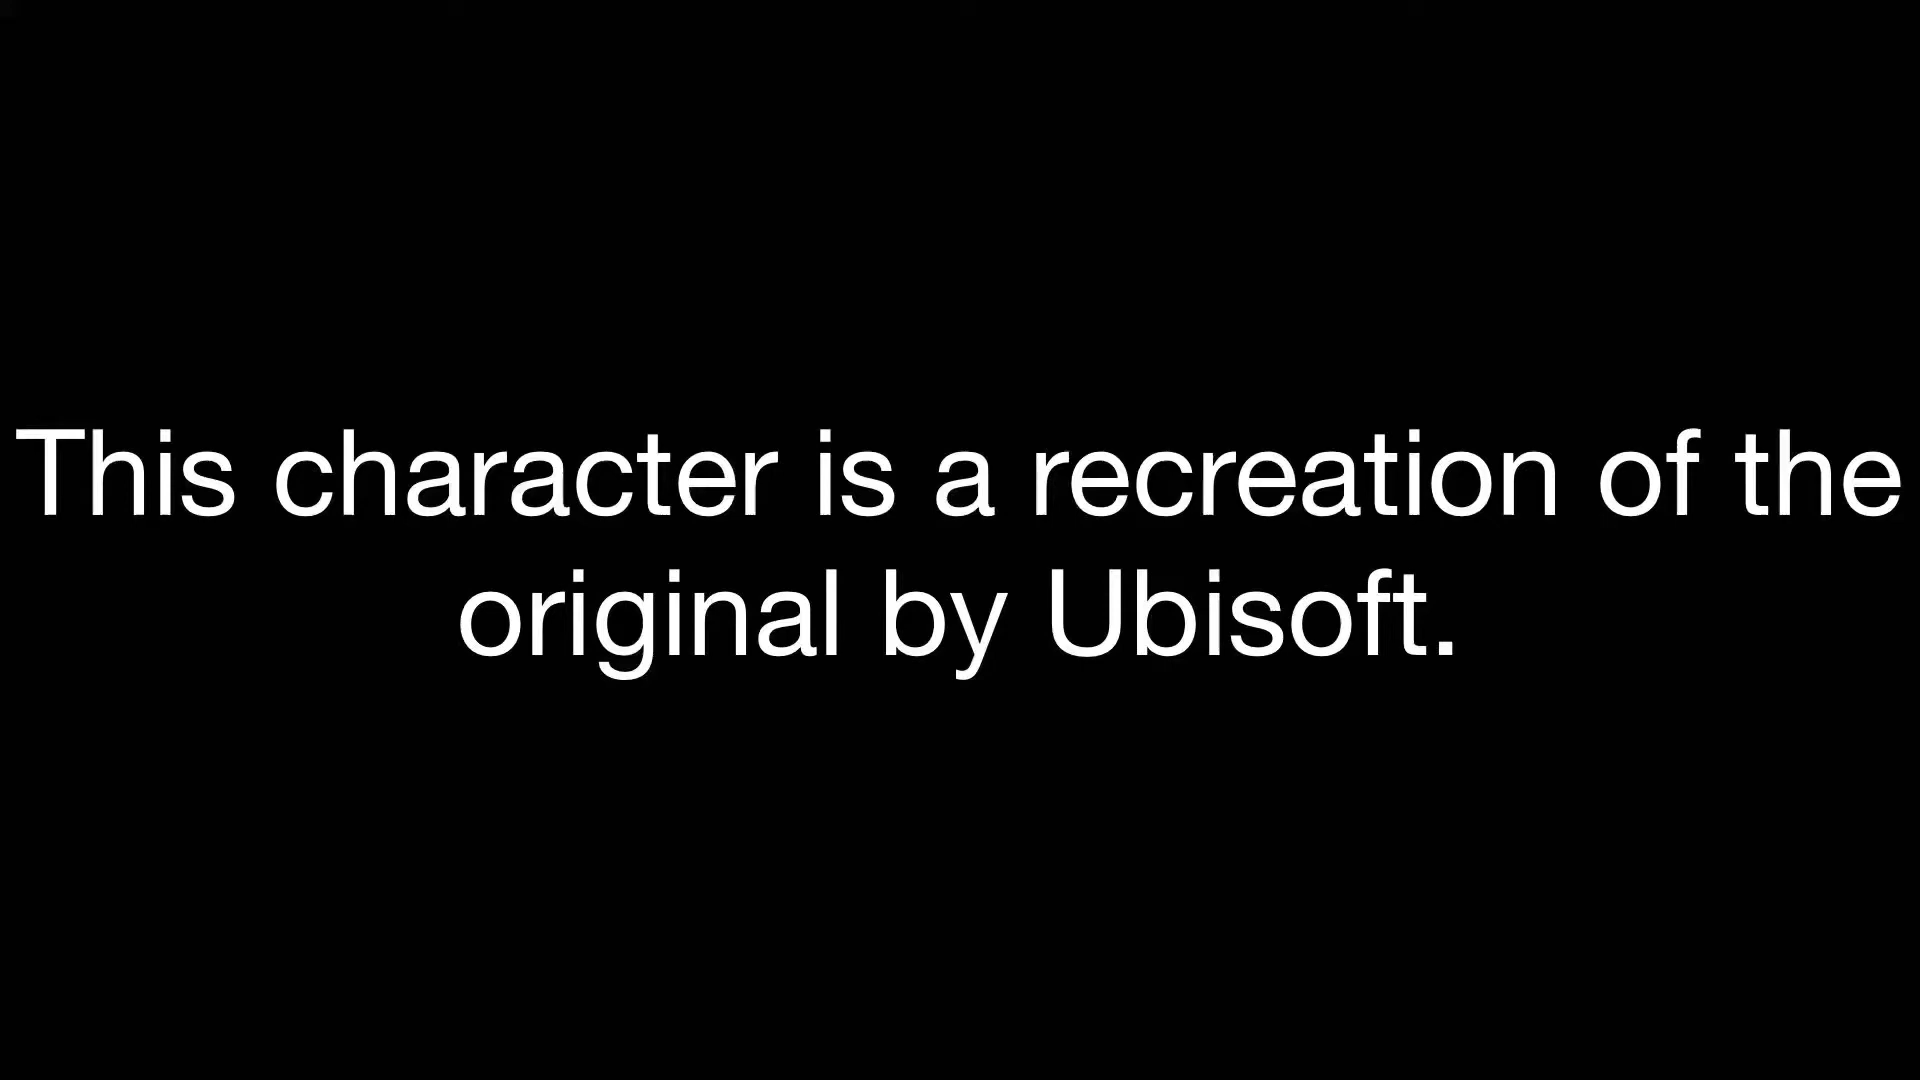 This character is a recreation of the
original by Ubisoft.